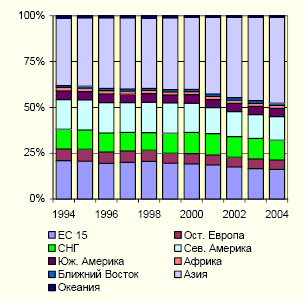 100%
75%
50%
25%
0%
1994 1996 1998 2000 2002 2004
ЕС 15 Ост. Европа
СНГ Сев. Америка
Юж. Америка Африка
Ближний Восток Азия
Океания